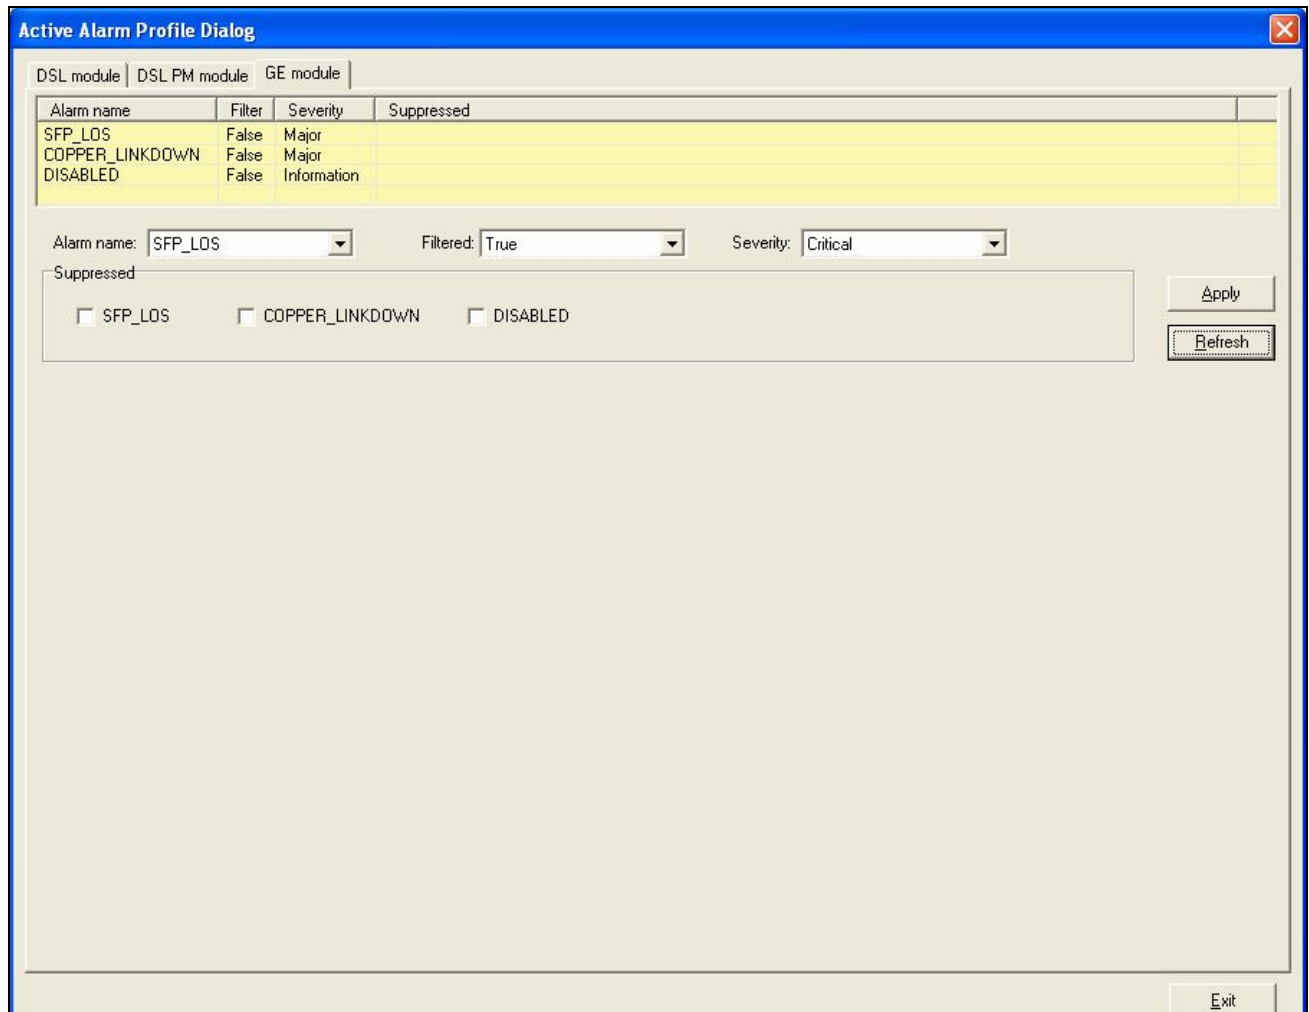 Active Alarm Profile Dialog
DSL module DSL PM module GE module
Alarm name Filter Severity Suppressed
SFP_LOS False Major
COPPER_LINKDOWN False Major
DISABLED False Information
Alarm name: SFP_LOS Filtered: True Severity: Critical
Suppressed
SFP_LOS COPPER_LINKDOWN DISABLED
Apply
Refresh
Exit